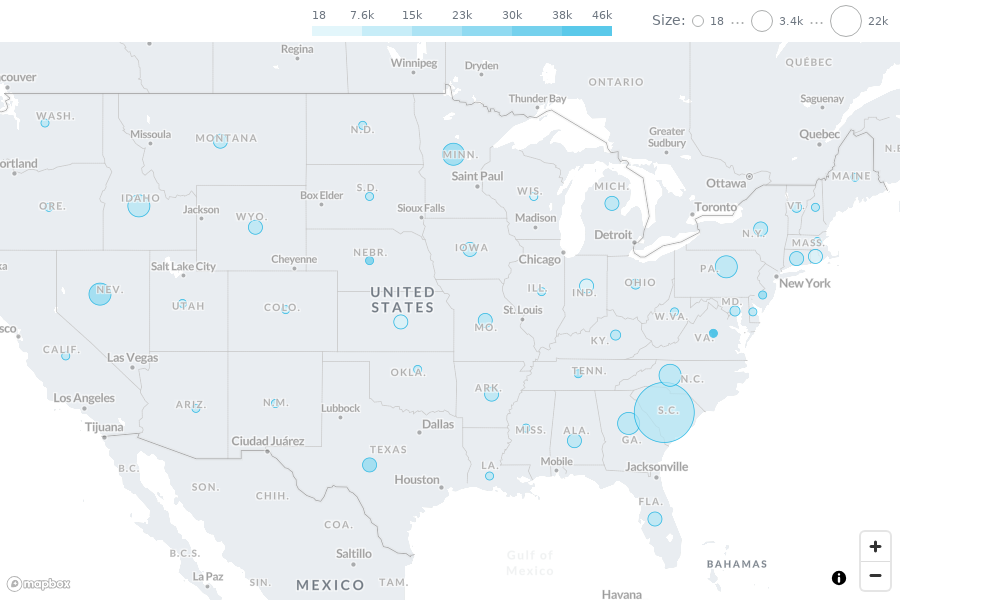 18 7.6k 15k 23k 30k 38k 46k
Size: 18 ··· 3.4k ··· 22k
Regina
Winnipeg
Dryden
ONTARIO
QUÉBEC
couver
Thunder Bay
Saguenay
WASH.
Missoula
MONTANA
N.D.
MINN.
Greater
Sudbury
Quebec
N.B
ortland
Saint Paul
Ottawa
MAINE
ORE.
IDAHO
Jackson
WYO.
Box Elder
S.D.
Sioux Falls
WIS.
Madison
MICH.
Toronto
VT.
Detroit
N.Y.
MASS.
ka
Salt Lake City
Cheyenne
NEBR.
IOWA
Chicago
PA.
New York
NEV.
UTAH
COLO.
UNITED
STATES
ILL.
IND.
OHIO
MD.
sco
St. Louis
MO.
W.VA.
VA.
CALIF.
Las Vegas
KY.
OKLA.
TENN.
N.C.
Los Angeles
ARIZ.
N.M.
Lubbock
ARK.
S.C.
Tijuana
Ciudad Juárez
Dallas
MISS.
ALA.
GA.
B.C.
TEXAS
Houston
LA.
Mobile
Jacksonville
SON.
CHIH.
FLA.
COA.
B.C.S.
Saltillo
Gulf of
Mexico
BAHAMAS
La Paz
SIN.
MEXICO
TAM.
Havana
mapbox